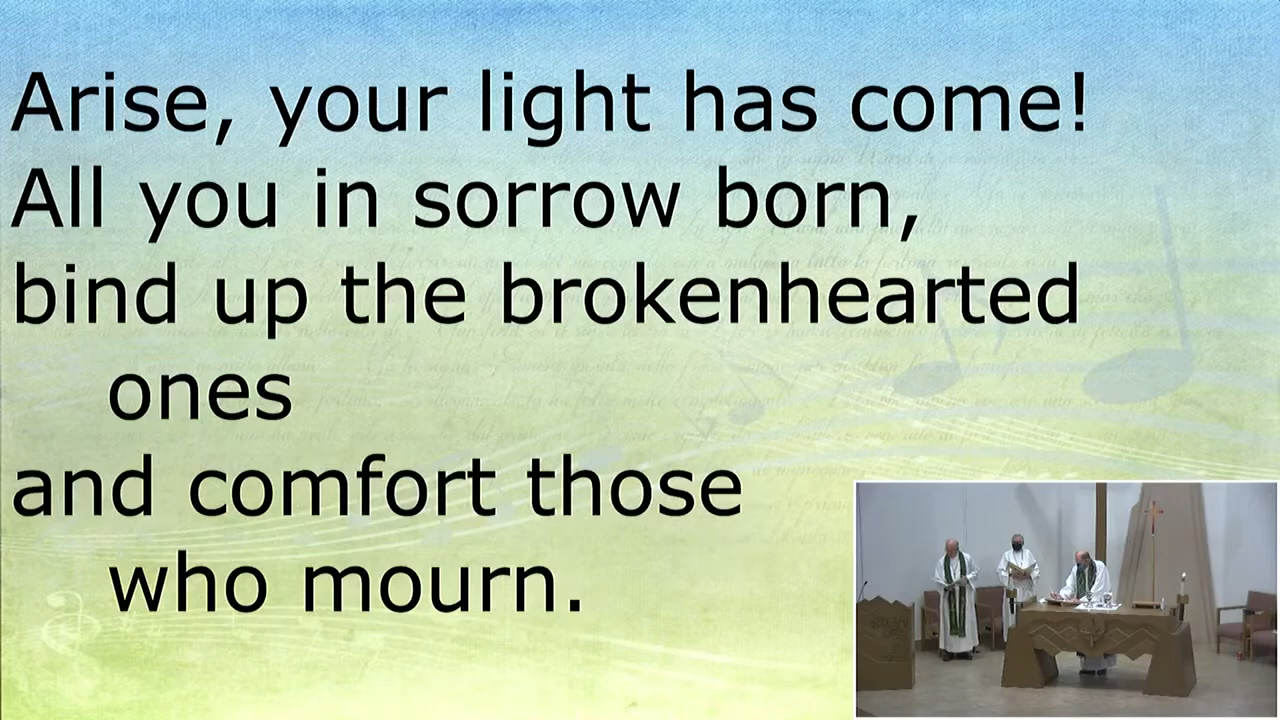 Arise, your light has come!
All you in sorrow born,
bind up the brokenhearted
ones
and comfort those
who mourn.